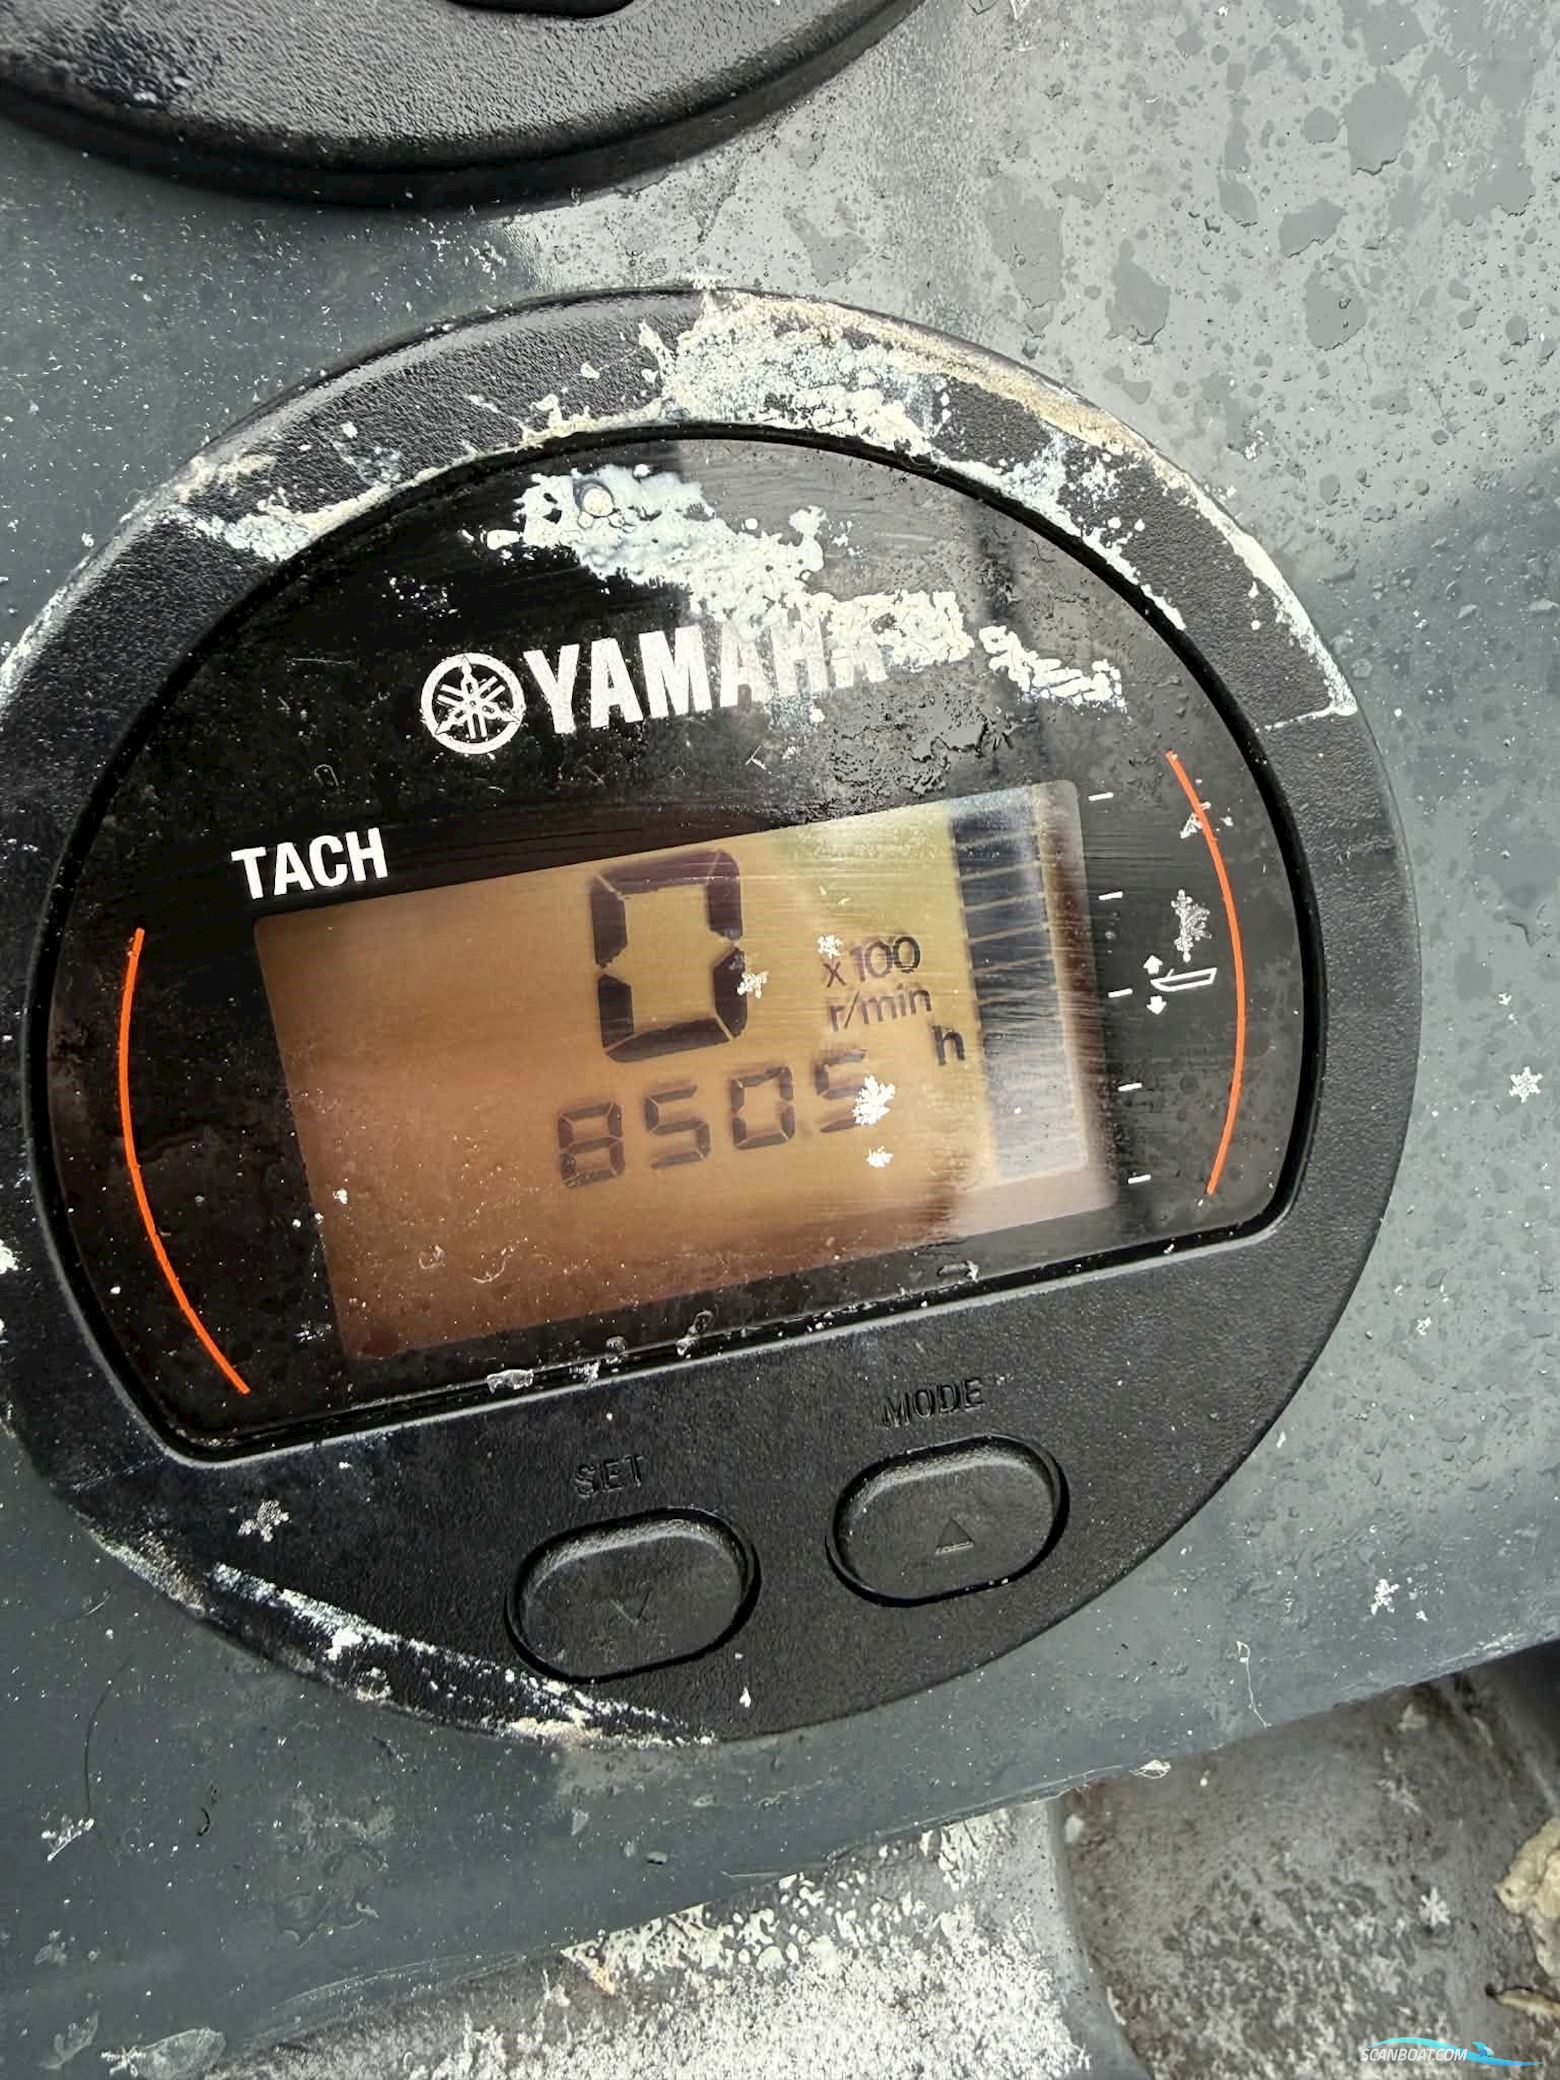 YAMAHA
TACH
0
x100
r/min
h
8505
SET
MODE
SCANBOAT.COM